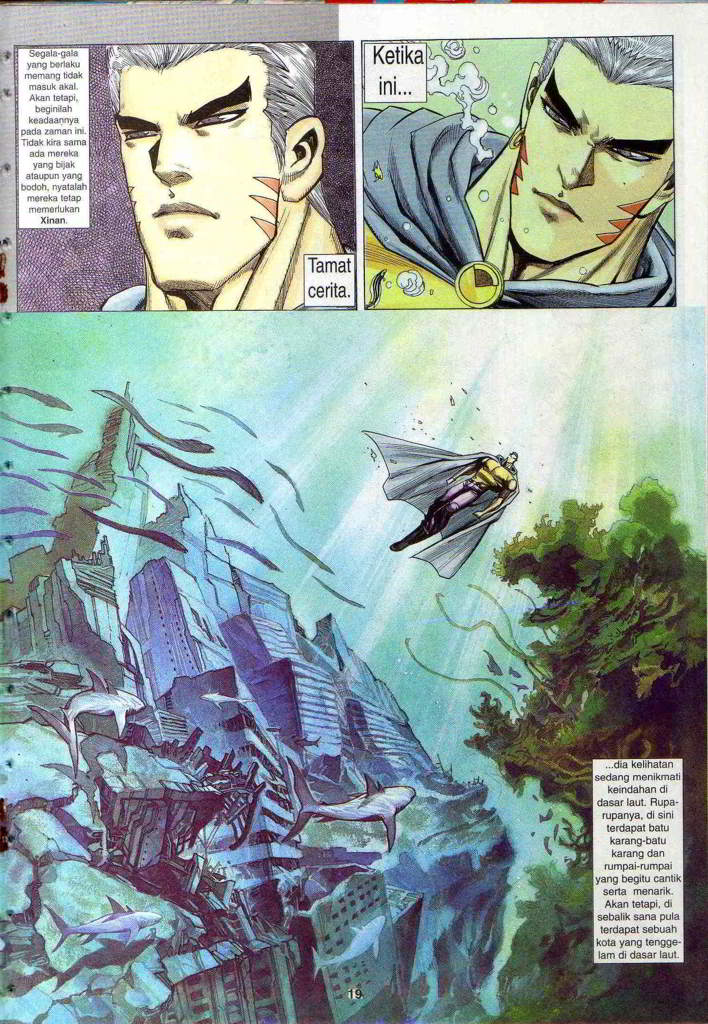 Segala-gala
yang berlaku
memang tidak
masuk akal.
Akan tetapi,
beginilah
keadaannya
pada zaman ini.
Tidak kira sama
ada mereka
yang bijak
ataupun yang
bodoh, nyatalah
mereka tetap
memerlukan
Xinan.
Tamat
cerita.
Ketika
ini...
...dia kelihatan
sedang menikmati
keindahan di
dasar laut. Rupa-
rupanya, di sini
terdapat batu
karang-batu
karang dan
rumpai-rumpai
yang begitu cantik
serta menarik.
Akan tetapi, di
sebalik sana pula
terdapat sebuah
kota yang tengge-
lam di dasar laut.
19